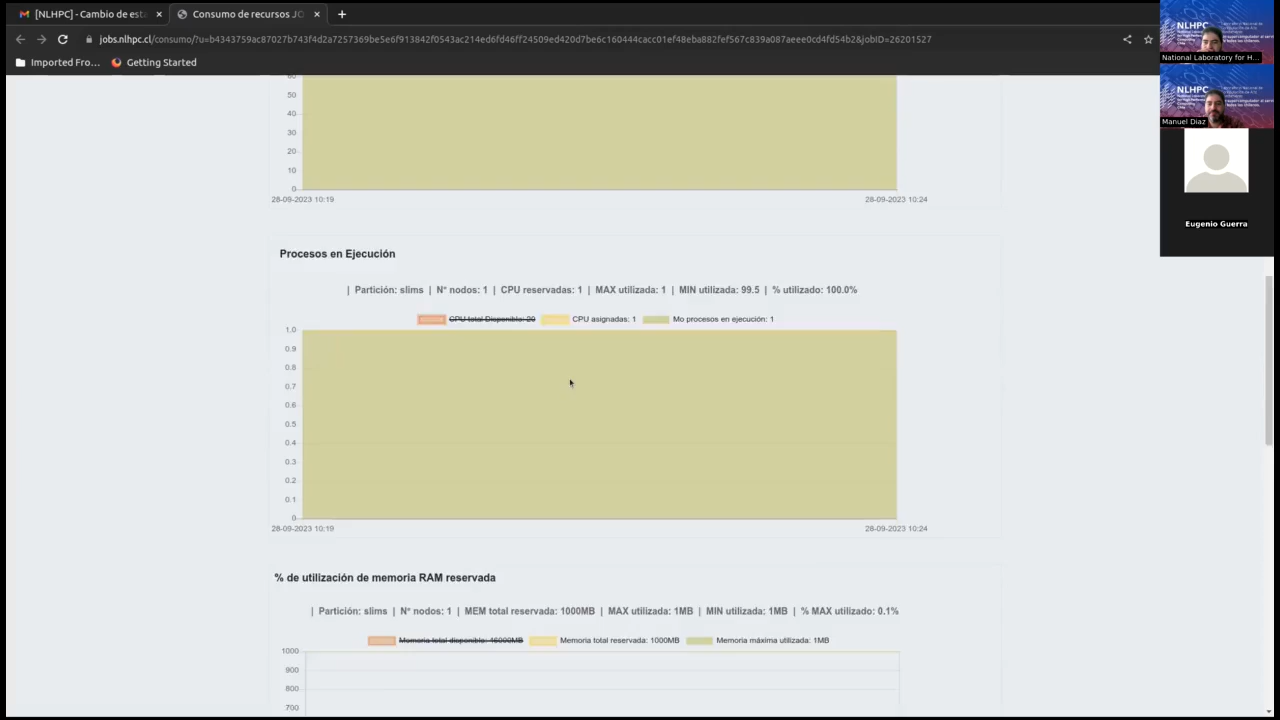 [NLHPC] - Cambio de est
Consumo de recursos JO
jobs.nlhpc.cl/consumo/?u=
&jobID=26201527
Imported Fro…
Getting Started
NLHPC
National Laboratory for H...
NLHPC
Manuel Diaz
Eugenio Guerra
60
50
40
30
20
10
0
28-09-2023 10:19
28-09-2023 10:24
Procesos en Ejecución
| Partición: slims | N° nodos: 1 | CPU reservadas: 1 | MAX utilizada: 1 | MIN utilizada: 99.5 | % utilizado: 100.0%
CPU total Disponible: 20
CPU asignadas: 1
Mo procesos en ejecución: 1
1,0
0.9
0.8
0.7
0.6
0.5
0.4
0.3
0.2
0.1
0
28-09-2023 10:19
28-09-2023 10:24
% de utilización de memoria RAM reservada
| Partición: slims | N° nodos: 1 | MEM total reservada: 1000MB | MAX utilizada: 1MB | MIN utilizada: 1MB | % MAX utilizado: 0.1%
Memoria total disponible: 46000MB
Memoria total reservada: 1000MB
Memoria máxima utilizada: 1MB
1000
900
800
700